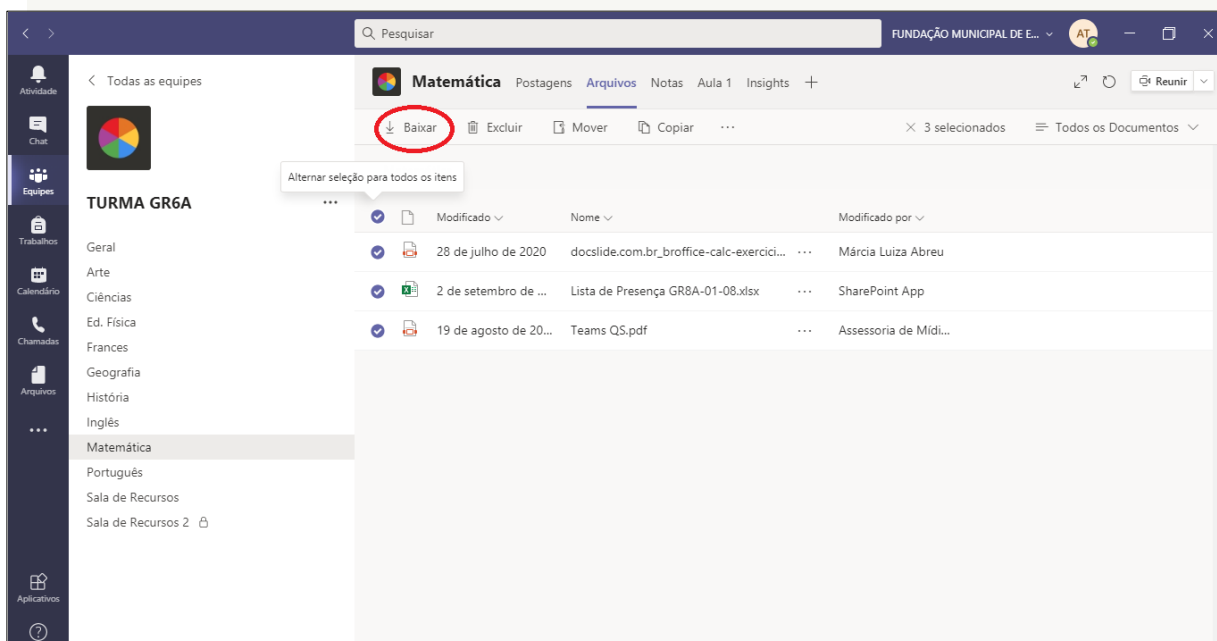 Pesquisar
FUNDAÇÃO MUNICIPAL DE E...
AT
Atividade
Chat
Equipes
Trabalhos
Calendário
Chamadas
Arquivos
...
Aplicativos
Todas as equipes
TURMA GR6A
...
Geral
Arte
Ciências
Ed. Física
Frances
Geografia
História
Inglês
Matemática
Português
Sala de Recursos
Sala de Recursos 2
Matemática Postagens Arquivos Notas Aula 1 Insights +
Reunir
Baixar Excluir Mover Copiar ... 3 selecionados Todos os Documentos
Alternar seleção para todos os itens
Modificado Nome Modificado por
28 de julho de 2020 docslide.com.br_broffice-calc-exercici... ... Márcia Luiza Abreu
2 de setembro de ... Lista de Presença GR8A-01-08.xlsx ... SharePoint App
19 de agosto de 20... Teams QS.pdf ... Assessoria de Mídi...